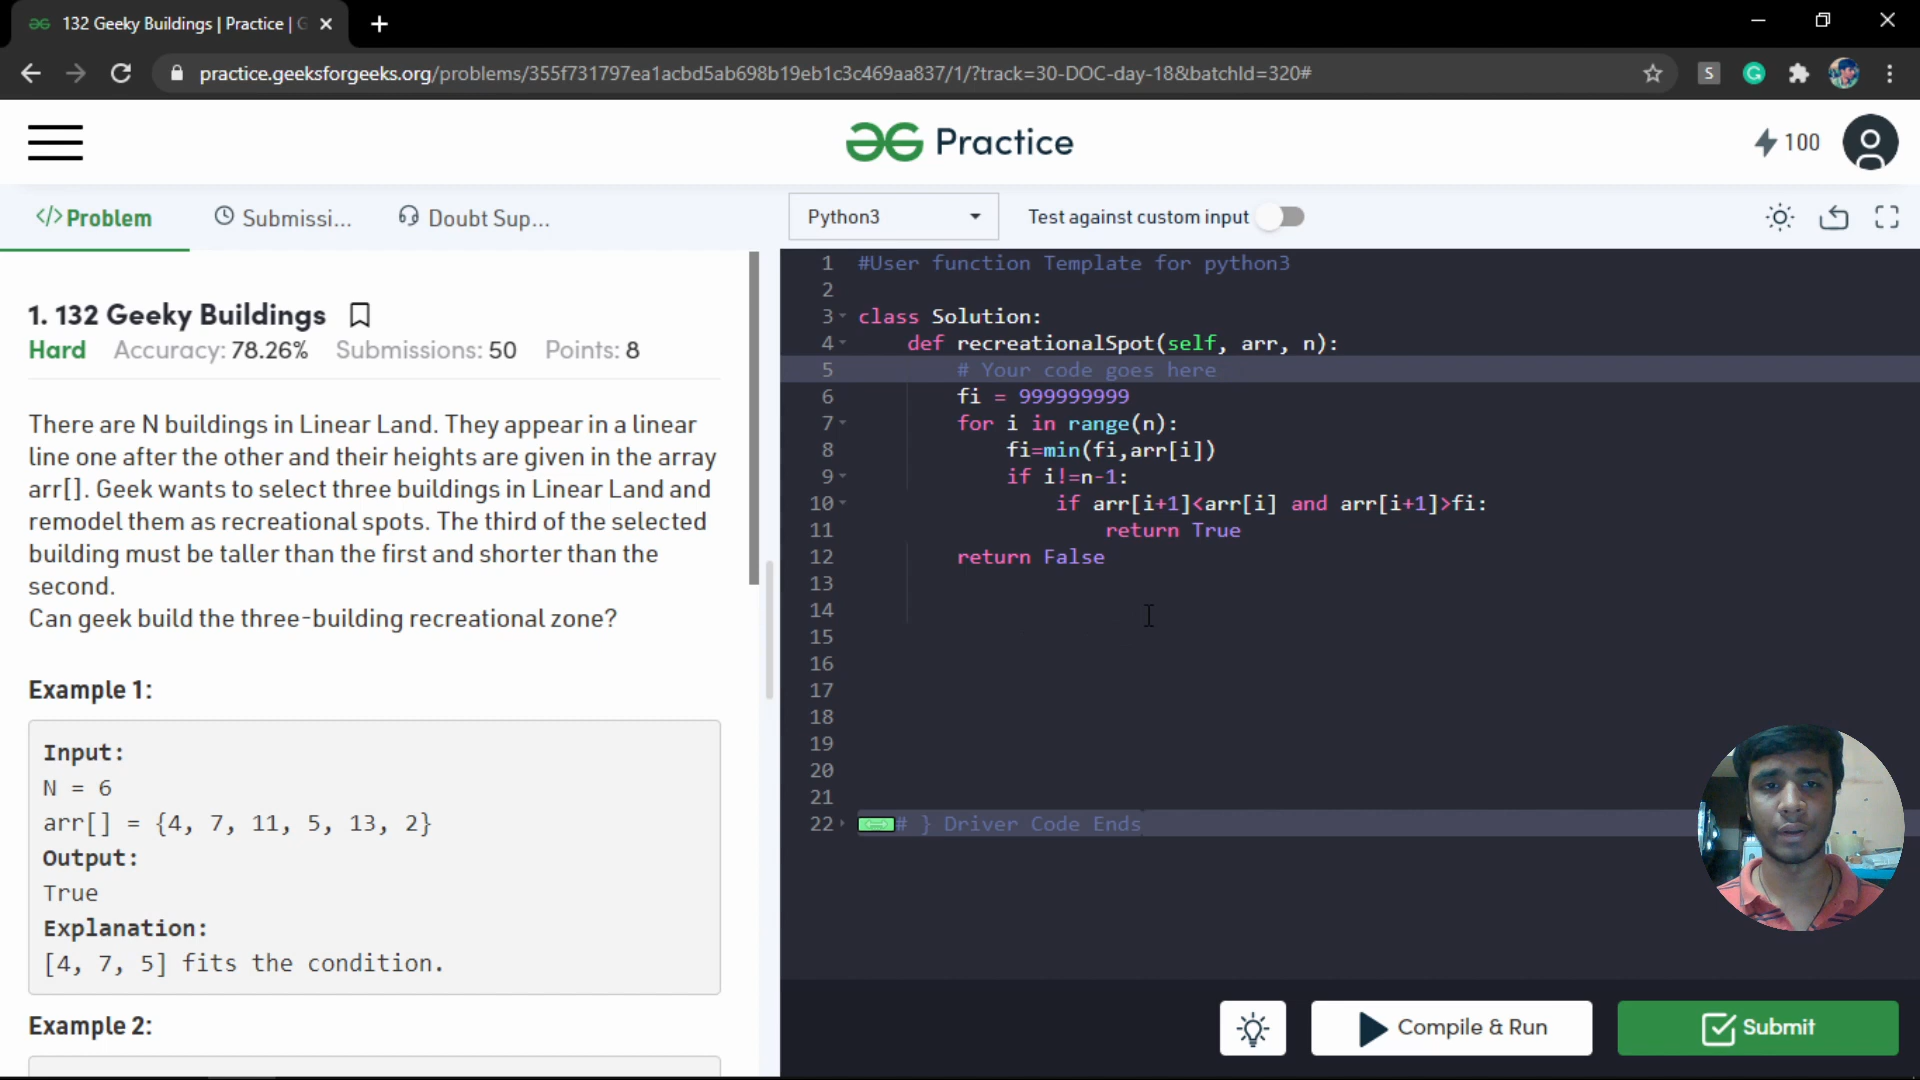 132 Geeky Buildings | Practice | G
practice.geeksforgeeks.org/problems/355f731797ea1acbd5ab698b19eb1c3c469aa837/1/?track=30-DOC-day-18&batchId=320#
S
G
Practice
100
</>Problem
Submissi...
Doubt Sup...
Python3
Test against custom input
1. 132 Geeky Buildings
Hard Accuracy: 78.26% Submissions: 50 Points: 8
There are N buildings in Linear Land. They appear in a linear
line one after the other and their heights are given in the array
arr[]. Geek wants to select three buildings in Linear Land and
remodel them as recreational spots. The third of the selected
building must be taller than the first and shorter than the
second.
Can geek build the three-building recreational zone?
Example 1:
Input:
N = 6
arr[] = {4, 7, 11, 5, 13, 2}
Output:
True
Explanation:
[4, 7, 5] fits the condition.
Example 2:
1 #User function Template for python3
2
3 class Solution:
4 def recreationalSpot(self, arr, n):
5 # Your code goes here
6 fi = 999999999
7 for i in range(n):
8 fi=min(fi,arr[i])
9 if i!=n-1:
10 if arr[i+1]<arr[i] and arr[i+1]>fi:
11 return True
12 return False
13
14
15
16
17
18
19
20
21
22 # } Driver Code Ends
Compile & Run
Submit